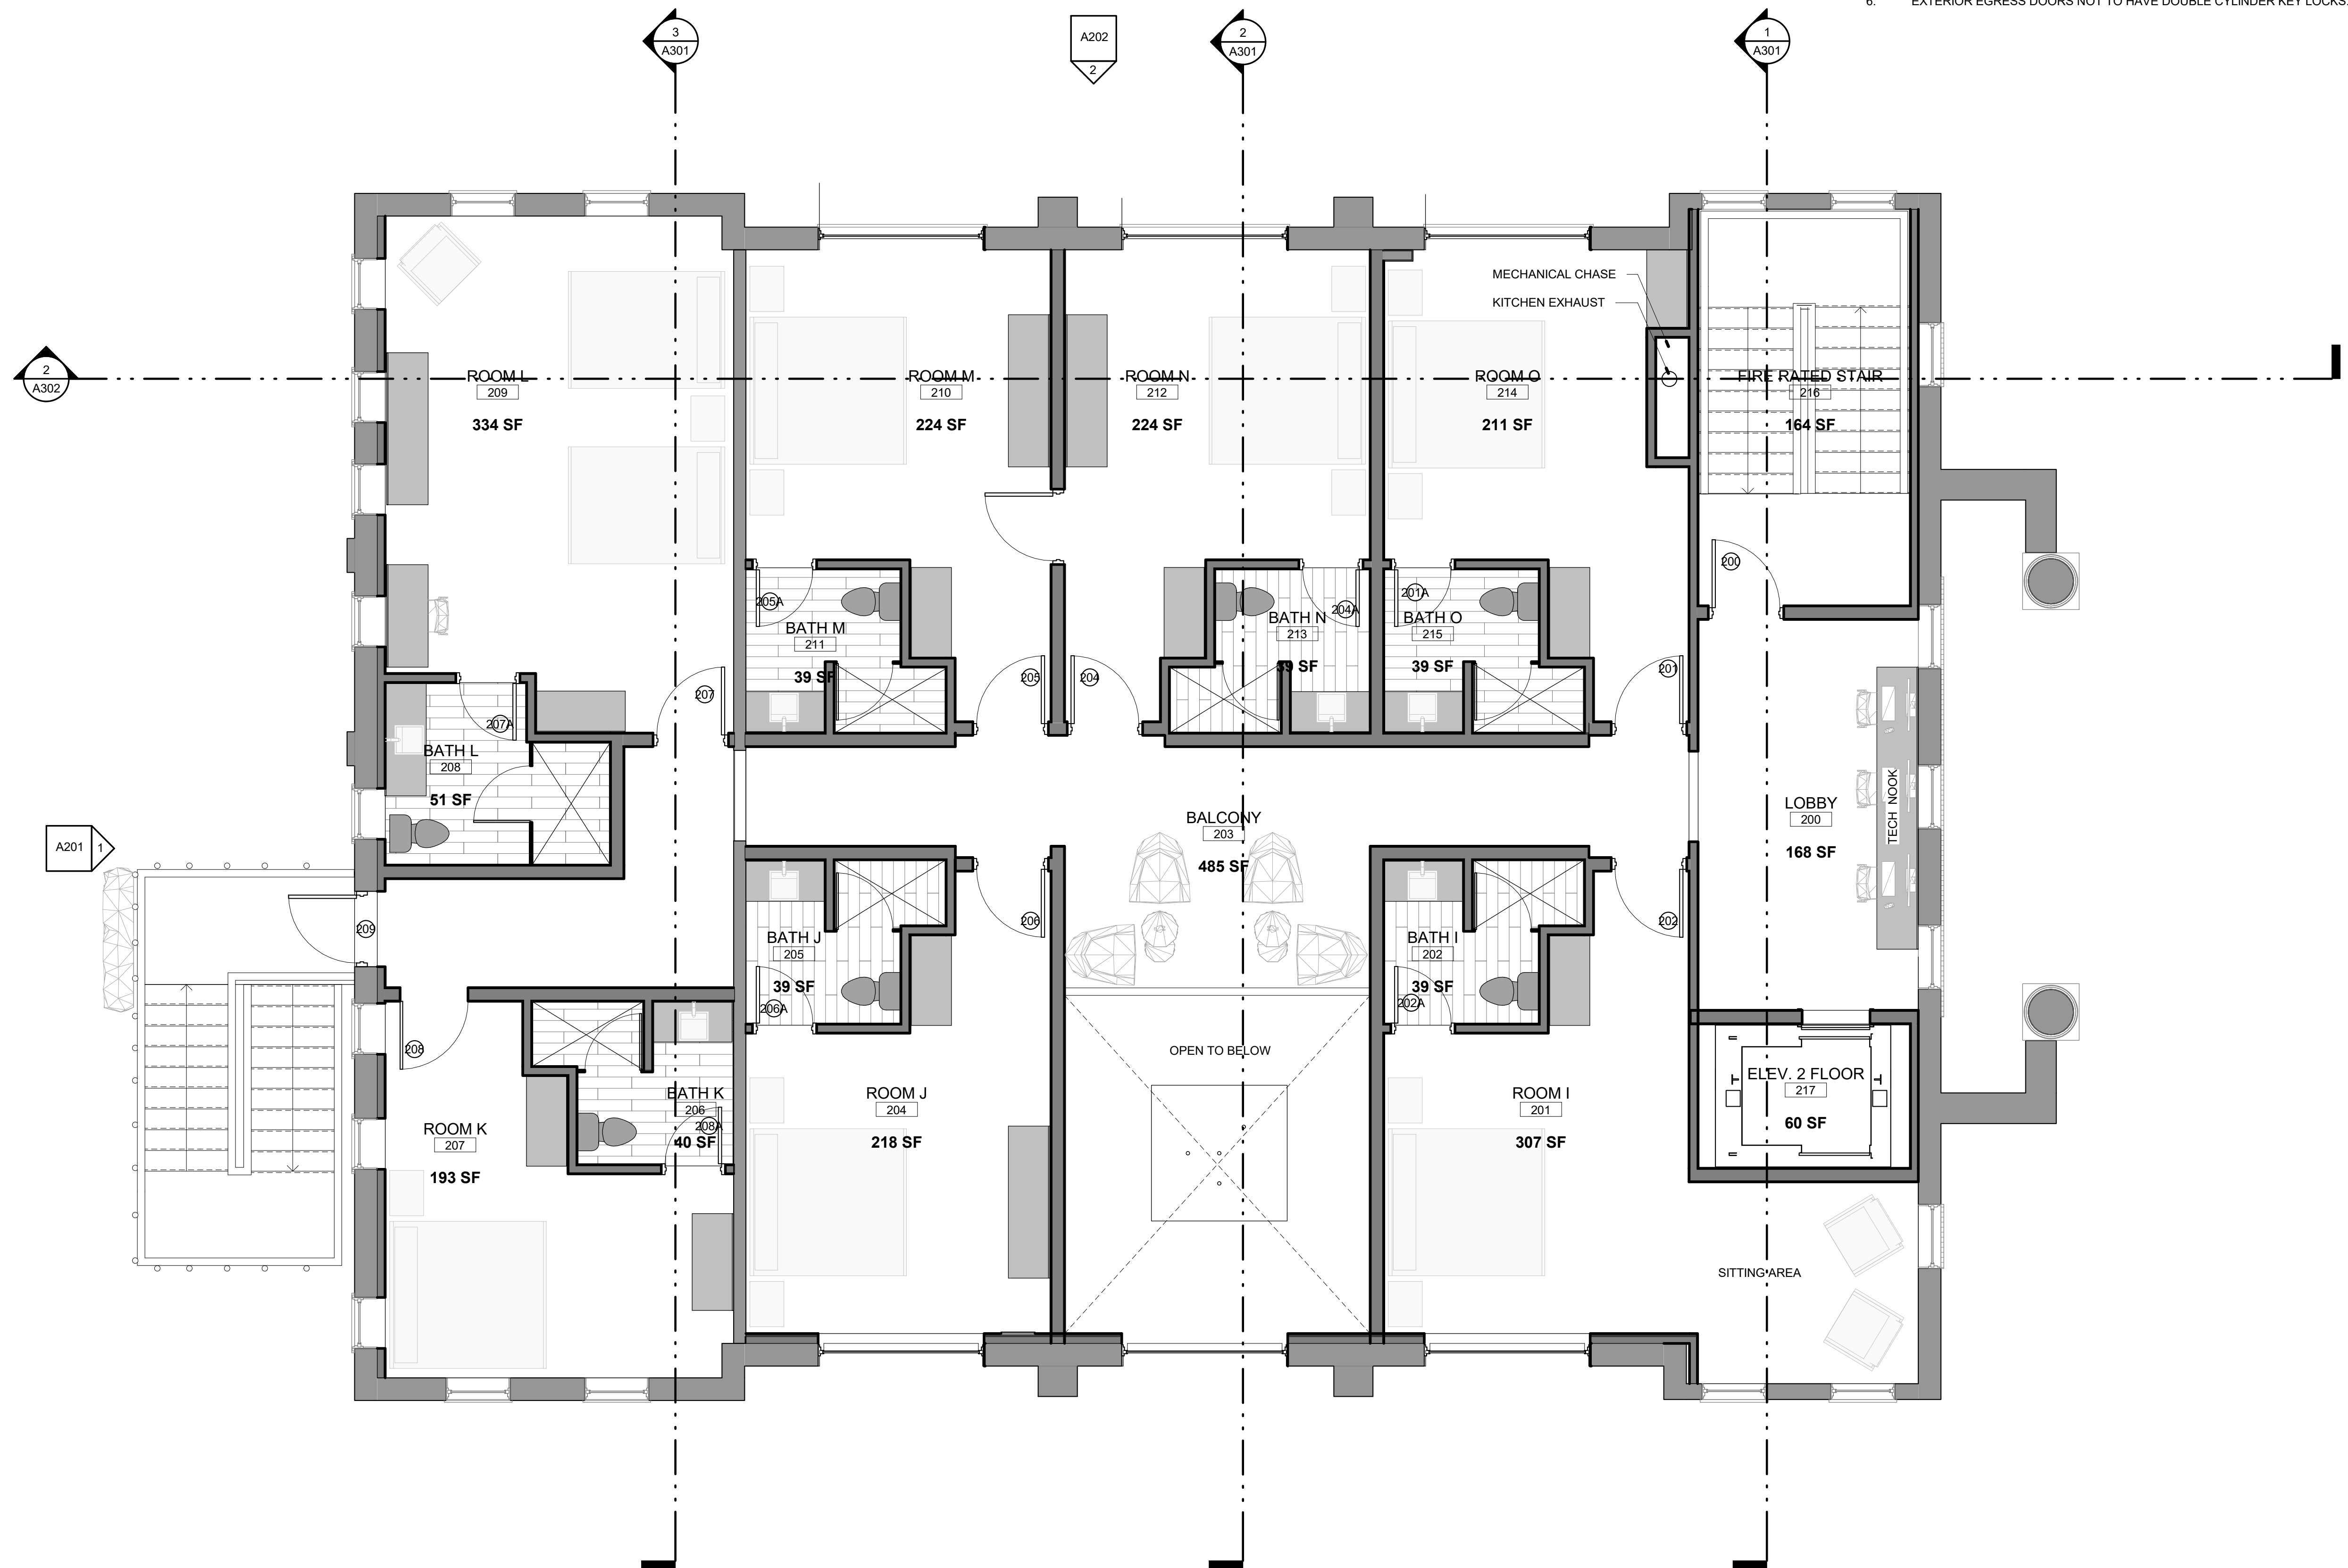 6. EXTERIOR EGRESS DOORS NOT TO HAVE DOUBLE CYLINDER KEY LOCKS.
3
A301
A202
2
2
A301
1
A301
MECHANICAL CHASE
KITCHEN EXHAUST
2
A302
ROOM L
209
334 SF
ROOM M
210
224 SF
ROOM N
212
224 SF
ROOM O
214
211 SF
FIRE RATED STAIR
216
164 SF
200
205A
BATH M
211
39 SF
204A
BATH N
213
39 SF
201A
BATH O
215
39 SF
207
205
204
201
207A
BATH L
208
51 SF
BALCONY
203
485 SF
LOBBY
200
168 SF
TECH NOOK
A201
1
209
206
202
BATH J
205
39 SF
206A
BATH I
202
39 SF
202A
208
OPEN TO BELOW
BATH K
206
208A
40 SF
ROOM K
207
193 SF
ROOM J
204
218 SF
ROOM I
201
307 SF
ELEV. 2 FLOOR
217
60 SF
SITTING AREA